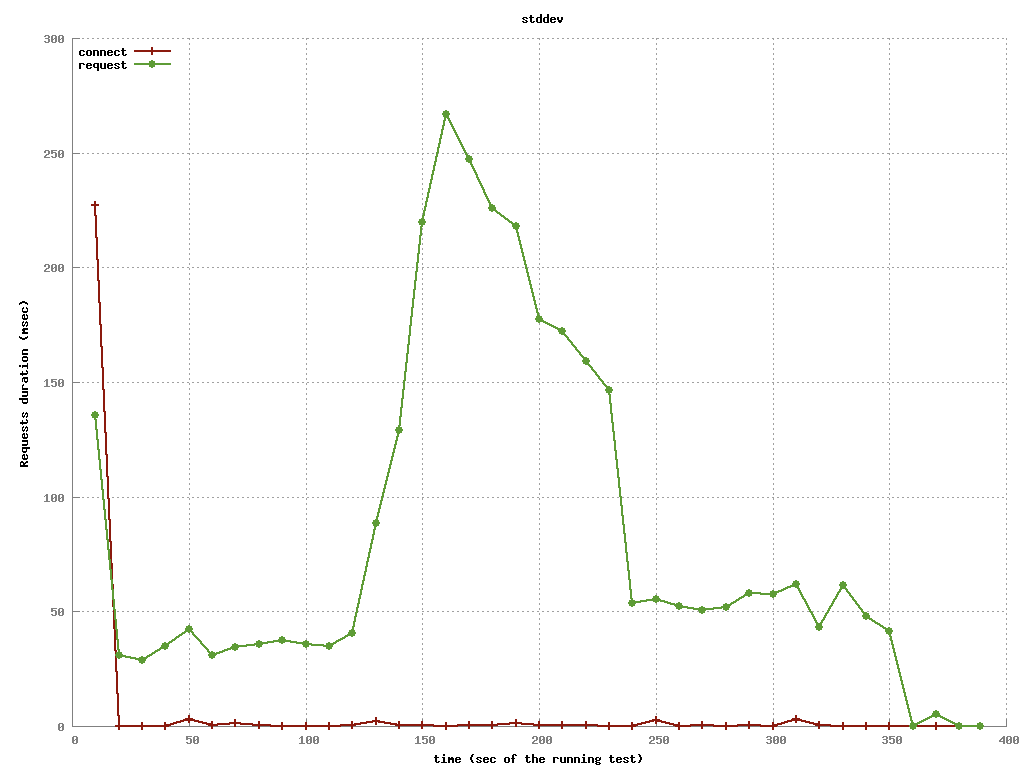 stddev
connect
request
300
250
200
150
100
50
0
Requests duration (msec)
0 50 100 150 200 250 300 350 400
time (sec of the running test)